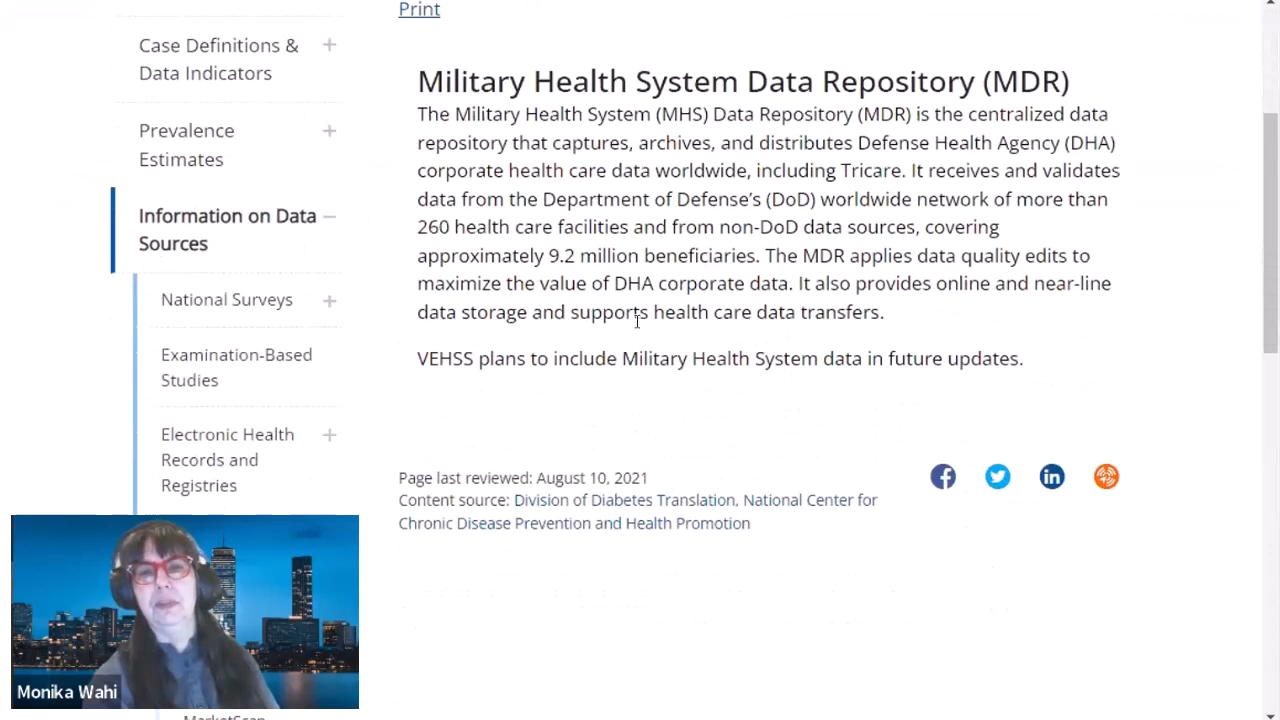 Print
Case Definitions &
Data Indicators
Prevalence
Estimates
Information on Data
Sources
National Surveys
Examination-Based
Studies
Electronic Health
Records and
Registries
Military Health System Data Repository (MDR)
The Military Health System (MHS) Data Repository (MDR) is the centralized data
repository that captures, archives, and distributes Defense Health Agency (DHA)
corporate health care data worldwide, including Tricare. It receives and validates
data from the Department of Defense’s (DoD) worldwide network of more than
260 health care facilities and from non-DoD data sources, covering
approximately 9.2 million beneficiaries. The MDR applies data quality edits to
maximize the value of DHA corporate data. It also provides online and near-line
data storage and supports health care data transfers.
VEHSS plans to include Military Health System data in future updates.
Page last reviewed: August 10, 2021
Content source: Division of Diabetes Translation, National Center for
Chronic Disease Prevention and Health Promotion
Monika Wahi
MarketScan